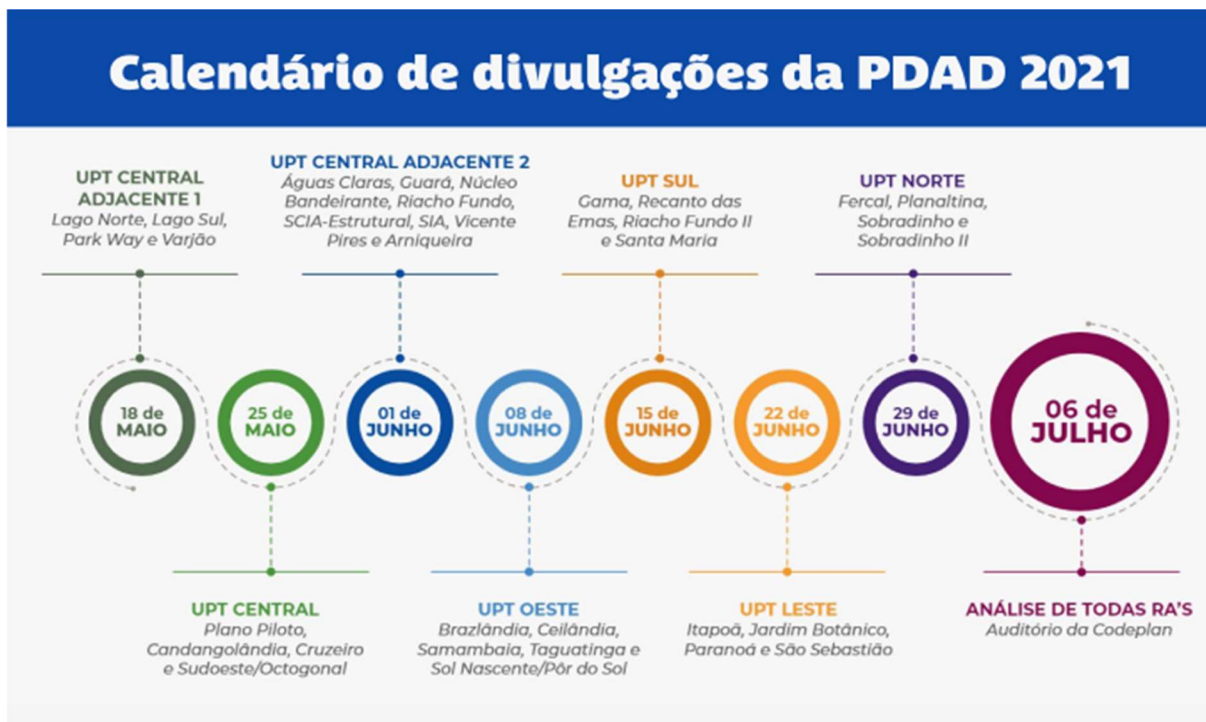 Calendário de divulgações da PDAD 2021
UPT CENTRAL
ADJACENTE 1
Lago Norte, Lago Sul,
Park Way e Varjão
UPT CENTRAL ADJACENTE 2
Águas Claras, Guará, Núcleo
Bandeirante, Riacho Fundo,
SCIA-Estrutural, SIA, Vicente
Pires e Arniqueira
UPT SUL
Gama, Recanto das
Emas, Riacho Fundo II
e Santa Maria
UPT NORTE
Fercal, Planaltina,
Sobradinho e
Sobradinho II
18 de
MAIO
25 de
MAIO
01 de
JUNHO
08 de
JUNHO
15 de
JUNHO
22 de
JUNHO
29 de
JUNHO
06 de
JULHO
UPT CENTRAL
Plano Piloto,
Candangolândia, Cruzeiro
e Sudoeste/Octogonal
UPT OESTE
Brazlândia, Ceilândia,
Samambaia, Taguatinga e
Sol Nascente/Pôr do Sol
UPT LESTE
Itapoã, Jardim Botânico,
Paranoá e São Sebastião
ANÁLISE DE TODAS RA'S
Auditório da Codeplan